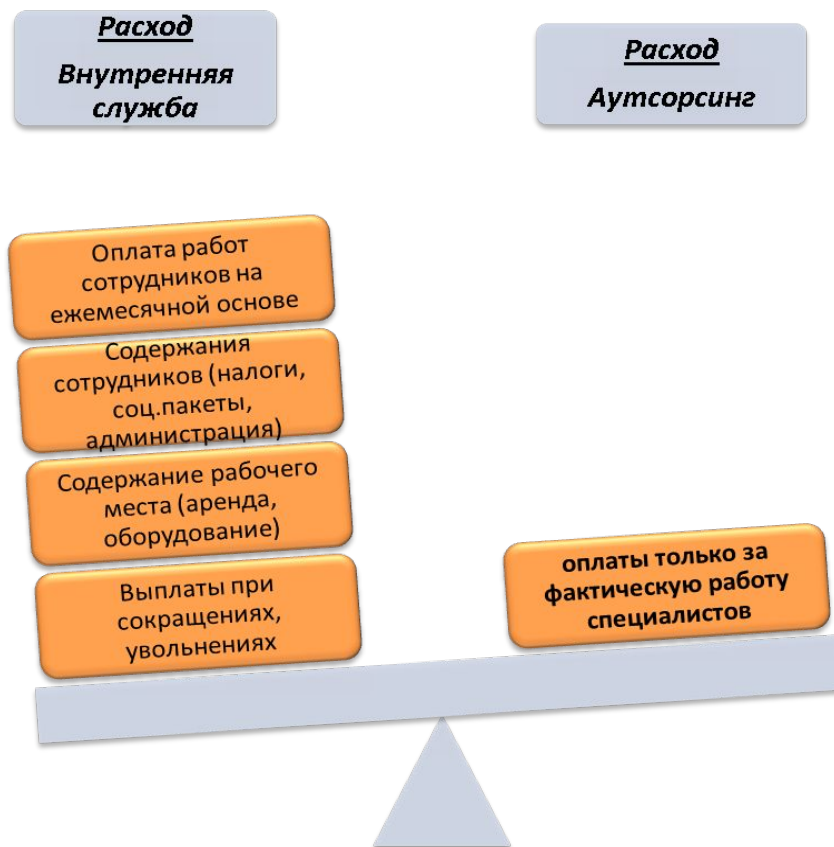 Расход
Внутренняя
служба
Расход
Аутсорсинг
Оплата работ
сотрудников на
ежемесячной основе
Содержания
сотрудников (налоги,
соц.пакеты,
администрация)
Содержание рабочего
места (аренда,
оборудование)
Выплаты при
сокращениях,
увольнениях
оплаты только за
фактическую работу
специалистов